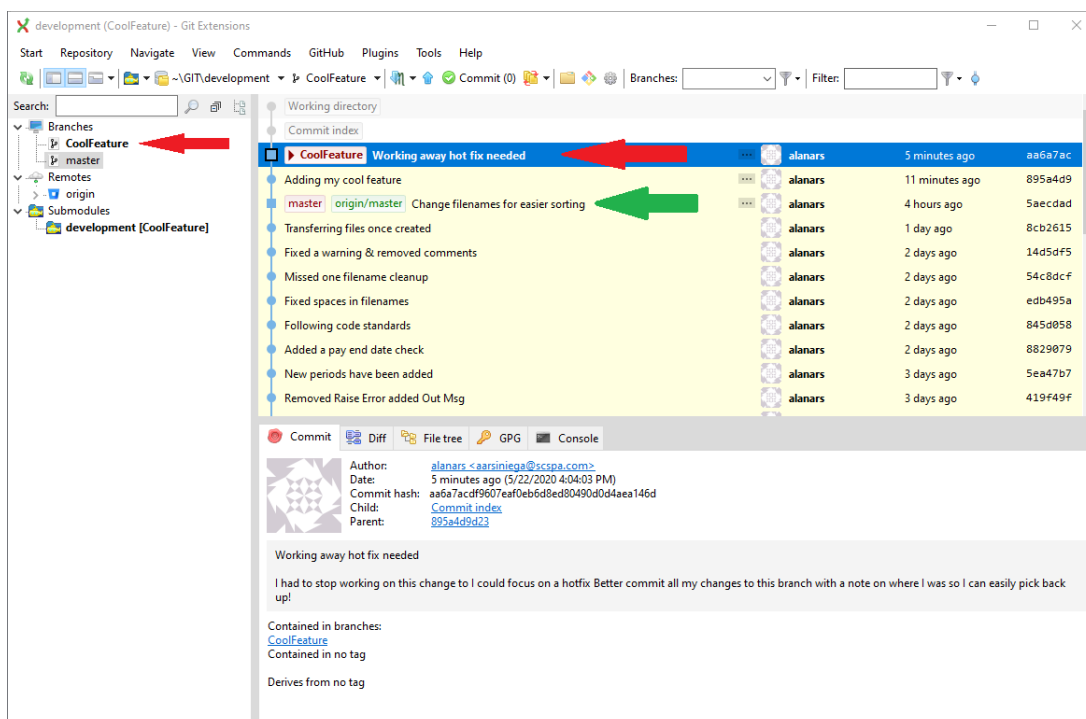 development (CoolFeature) - Git Extensions
Start Repository Navigate View Commands GitHub Plugins Tools Help
~\GIT\development CoolFeature Commit (0) Branches: Filter:
Search:
Branches
CoolFeature
master
Remotes
origin
Submodules
development [CoolFeature]
Working directory
Commit index
CoolFeature Working away hot fix needed alanars 5 minutes ago aa6a7ac
Adding my cool feature alanars 11 minutes ago 895a4d9
master origin/master Change filenames for easier sorting alanars 4 hours ago 5aecdad
Transferring files once created alanars 1 day ago 8cb2615
Fixed a warning & removed comments alanars 2 days ago 14d5df5
Missed one filename cleanup alanars 2 days ago 54c8dcf
Fixed spaces in filenames alanars 2 days ago edb495a
Following code standards alanars 2 days ago 845d058
Added a pay end date check alanars 2 days ago 8829079
New periods have been added alanars 3 days ago 5ea47b7
Removed Raise Error added Out Msg alanars 3 days ago 419f49f
Commit Diff File tree GPG Console
Author: alanars <aarsiniega@scspa.com>
Date: 5 minutes ago (5/22/2020 4:04:03 PM)
Commit hash: aa6a7acdf9607eaf0eb6d8ed80490d0d4aea146d
Child: Commit index
Parent: 895a4d9d23
Working away hot fix needed
I had to stop working on this change to I could focus on a hotfix Better commit all my changes to this branch with a note on where I was so I can easily pick back
up!
Contained in branches:
CoolFeature
Contained in no tag
Derives from no tag